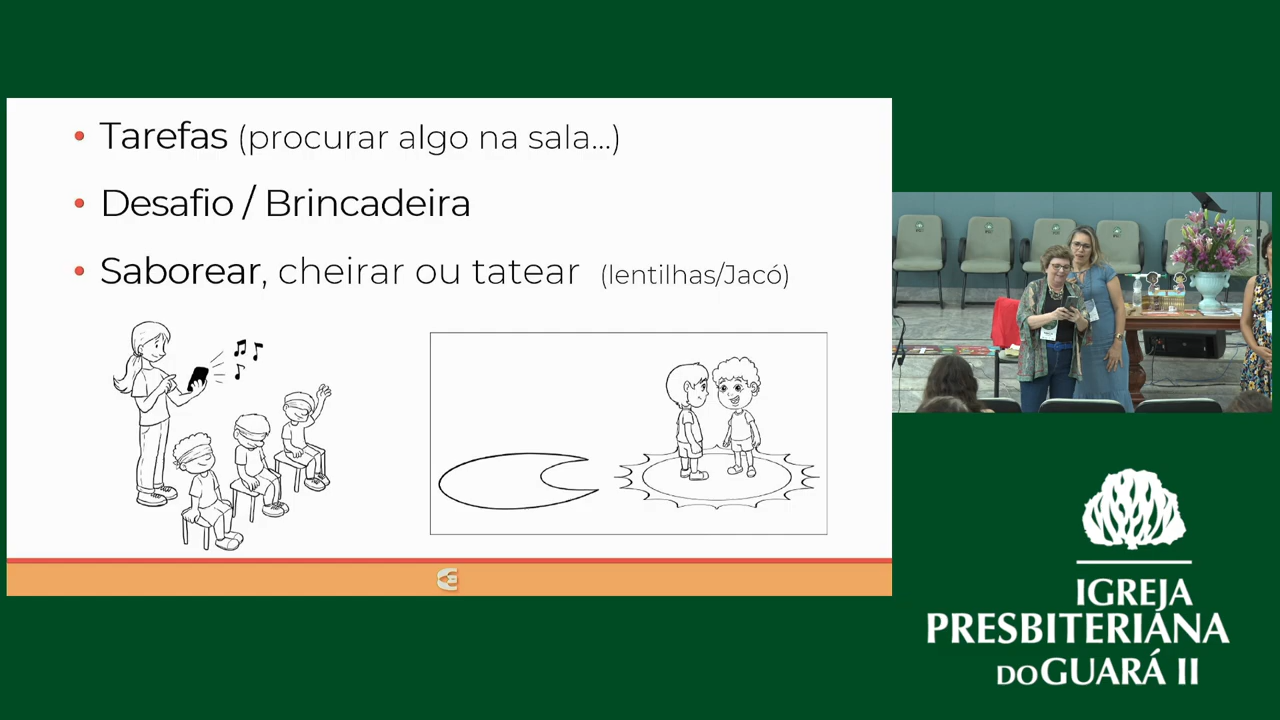 • Tarefas (procurar algo na sala...)
• Desafio / Brincadeira
• Saborear, cheirar ou tatear (lentilhas/Jacó)
IGREJA
PRESBITERIANA
DO GUARÁ II